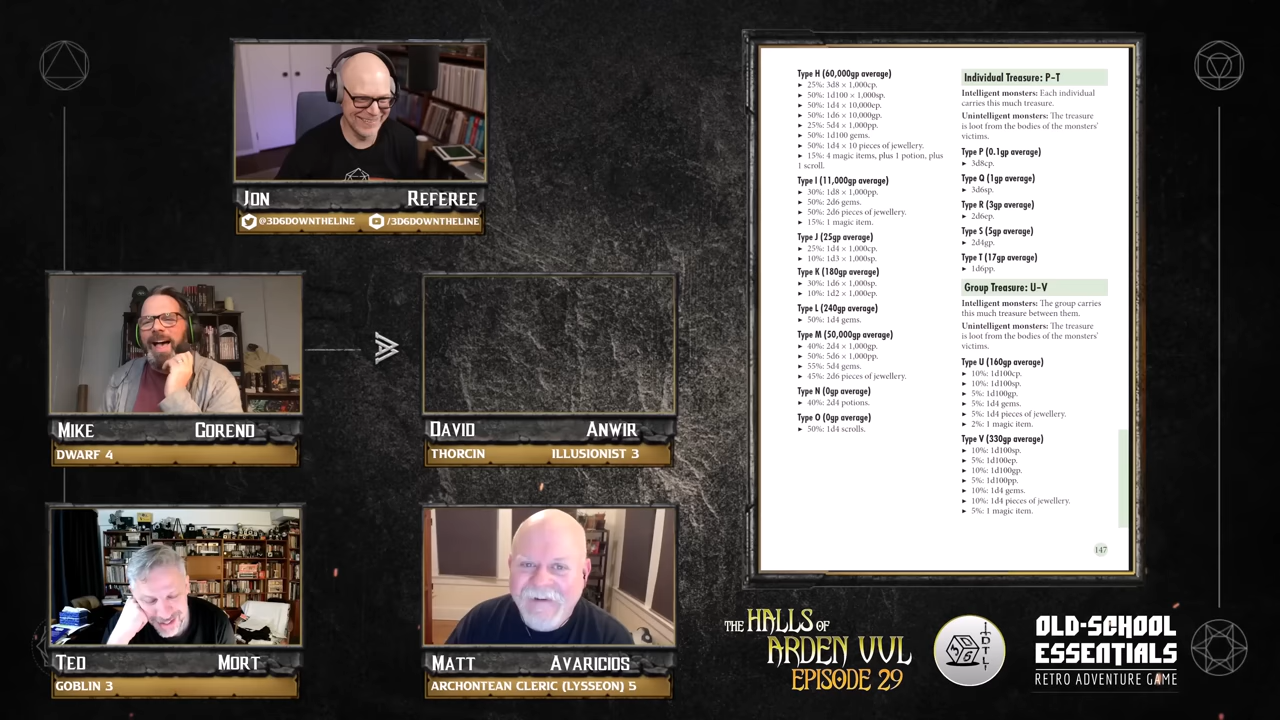 JON REFEREE
@3D6DOWNTHELINE /3D6DOWNTHELINE
MIKE GOREND
DWARF 4
DAVID ANWIR
THORCIN ILLUSIONIST 3
TED MORT
GOBLIN 3
MATT AVARICIOS
ARCHONTEAN CLERIC (LYSSEON) 5
Type H (60,000gp average)
► 25%: 3d8 × 1,000cp.
► 50%: 1d100 × 1,000sp.
► 50%: 1d4 × 10,000ep.
► 50%: 1d6 × 10,000gp.
► 25%: 5d4 × 1,000pp.
► 50%: 1d100 gems.
► 50%: 1d4 × 10 pieces of jewellery.
► 15%: 4 magic items, plus 1 potion, plus
1 scroll.
Type I (11,000gp average)
► 30%: 1d8 × 1,000pp.
► 50%: 2d6 gems.
► 50%: 2d6 pieces of jewellery.
► 15%: 1 magic item.
Type J (25gp average)
► 25%: 1d4 × 1,000cp.
► 10%: 1d3 × 1,000sp.
Type K (180gp average)
► 30%: 1d6 × 1,000sp.
► 10%: 1d2 × 1,000ep.
Type L (240gp average)
► 50%: 1d4 gems.
Type M (50,000gp average)
► 40%: 2d4 × 1,000gp.
► 50%: 5d6 × 1,000pp.
► 55%: 5d4 gems.
► 45%: 2d6 pieces of jewellery.
Type N (0gp average)
► 40%: 2d4 potions.
Type O (0gp average)
► 50%: 1d4 scrolls.
Individual Treasure: P–T
Intelligent monsters: Each individual
carries this much treasure.
Unintelligent monsters: The treasure
is loot from the bodies of the monsters'
victims.
Type P (0.1gp average)
► 3d8cp.
Type Q (1gp average)
► 3d6sp.
Type R (3gp average)
► 2d6ep.
Type S (5gp average)
► 2d4gp.
Type T (17gp average)
► 1d6pp.
Group Treasure: U–V
Intelligent monsters: The group carries
this much treasure between them.
Unintelligent monsters: The treasure
is loot from the bodies of the monsters'
victims.
Type U (160gp average)
► 10%: 1d100cp.
► 10%: 1d100sp.
► 5%: 1d100gp.
► 5%: 1d4 gems.
► 5%: 1d4 pieces of jewellery.
► 2%: 1 magic item.
Type V (330gp average)
► 10%: 1d100sp.
► 5%: 1d100ep.
► 10%: 1d100gp.
► 5%: 1d100pp.
► 10%: 1d4 gems.
► 10%: 1d4 pieces of jewellery.
► 5%: 1 magic item.
147
THE HALLS OF
ARDEN VUL
EPISODE 29
3D6
DTL
OLD-SCHOOL
ESSENTIALS
RETRO ADVENTURE GAME